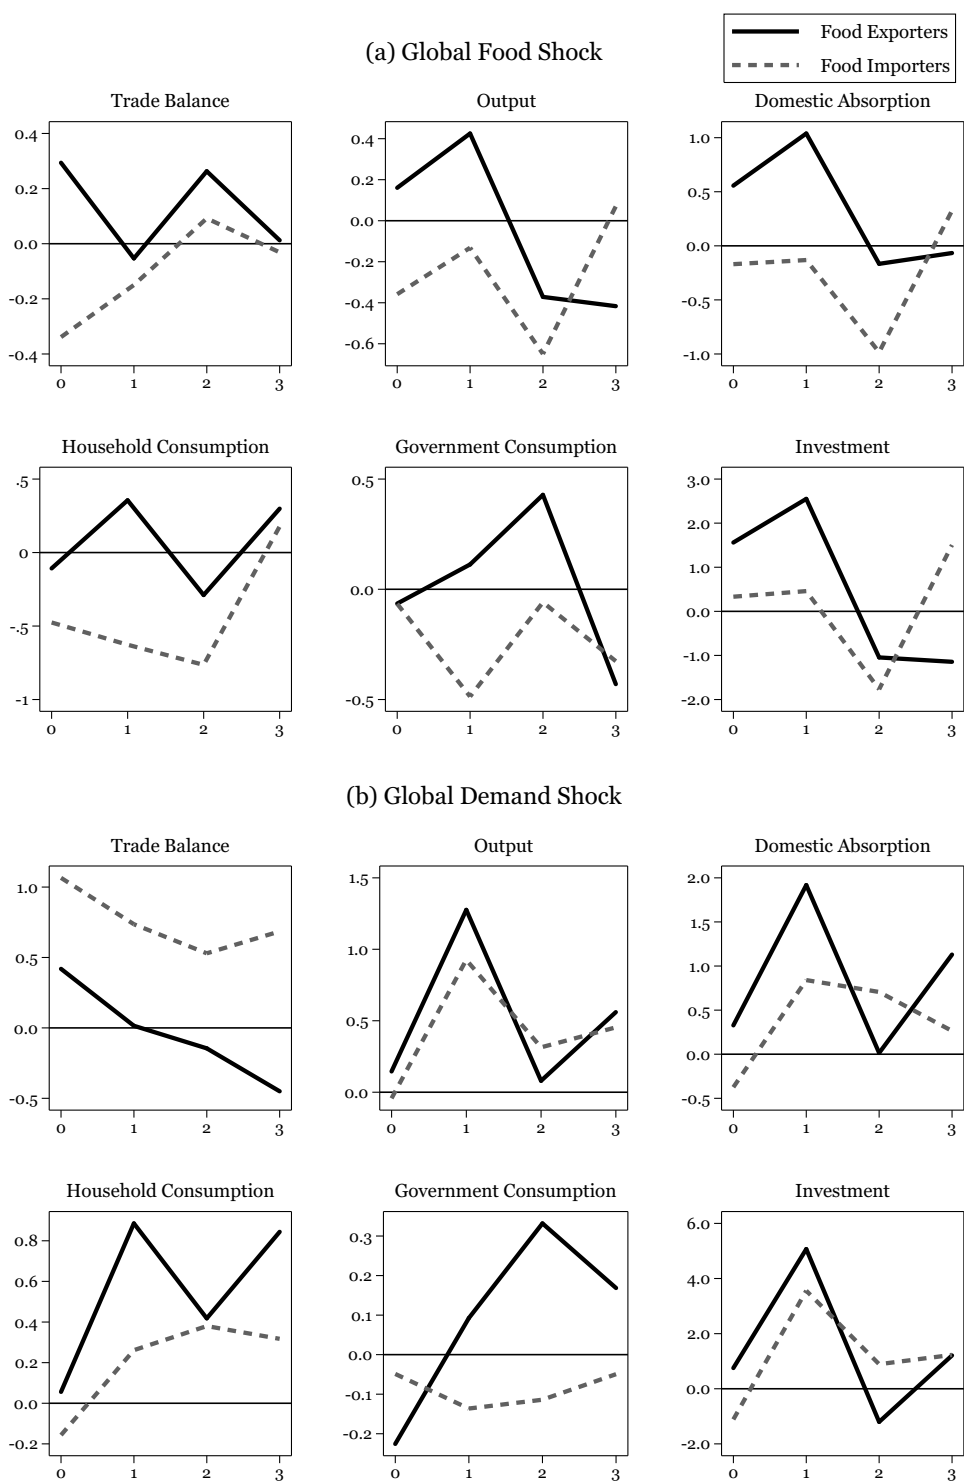 Food Exporters
(a) Global Food Shock
Food Importers
Trade Balance Output Domestic Absorption
0.4 0.2 0.0 -0.2 -0.4
0 1 2 3
0.4 0.2 0.0 -0.2 -0.4 -0.6
0 1 2 3
1.0 0.5 0.0 -0.5 -1.0
0 1 2 3
Household Consumption Government Consumption Investment
.5 0 -.5 -1
0 1 2 3
0.5 0.0 -0.5
0 1 2 3
3.0 2.0 1.0 0.0 -1.0 -2.0
0 1 2 3
(b) Global Demand Shock
Trade Balance Output Domestic Absorption
1.0 0.5 0.0 -0.5
0 1 2 3
1.5 1.0 0.5 0.0
0 1 2 3
2.0 1.5 1.0 0.5 0.0 -0.5
0 1 2 3
Household Consumption Government Consumption Investment
0.8 0.6 0.4 0.2 0.0 -0.2
0 1 2 3
0.3 0.2 0.1 0.0 -0.1 -0.2
0 1 2 3
6.0 4.0 2.0 0.0 -2.0
0 1 2 3